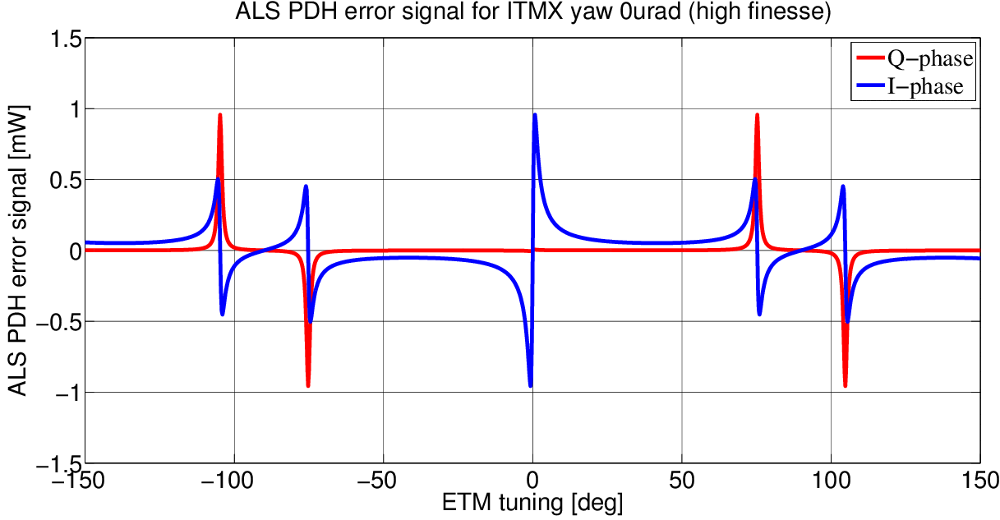 ALS PDH error signal for ITMX yaw 0urad (high finesse)
1.5
Q−phase
I−phase
1
0.5
0
−0.5
−1
−1.5
ALS PDH error signal [mW]
−150
−100
−50
0
50
100
150
ETM tuning [deg]